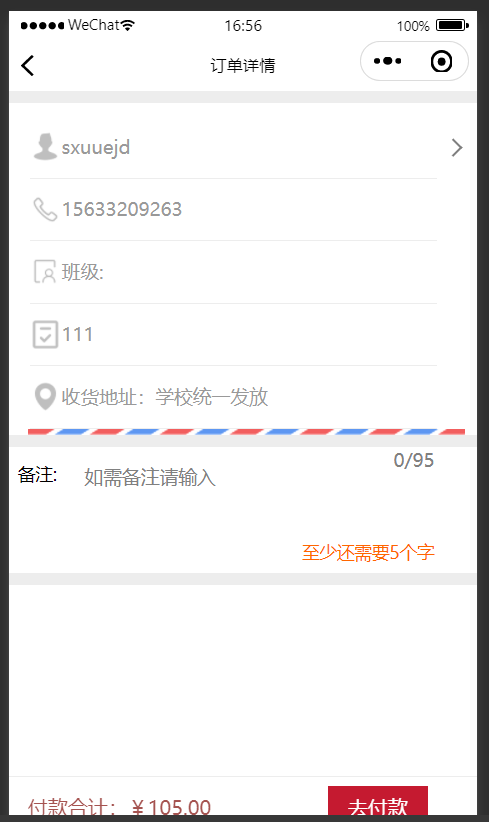 WeChat 16:56 100%
订单详情
sxuuejd
15633209263
班级:
111
收货地址：学校统一发放
备注: 如需备注请输入 0/95
至少还需要5个字
付款合计：￥105.00 去付款